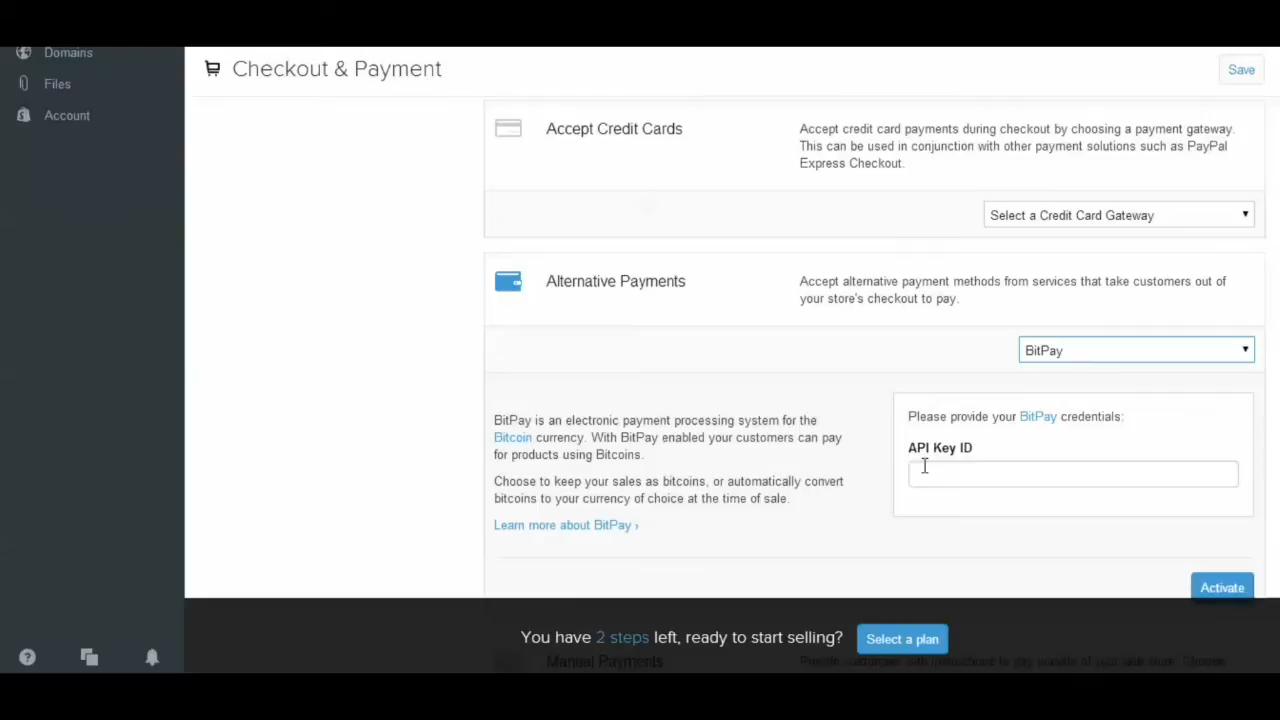 Domains
Files
Account
Checkout & Payment
Save
Accept Credit Cards
Accept credit card payments during checkout by choosing a payment gateway.
This can be used in conjunction with other payment solutions such as PayPal
Express Checkout.
Select a Credit Card Gateway
Alternative Payments
Accept alternative payment methods from services that take customers out of
your store's checkout to pay.
BitPay
BitPay is an electronic payment processing system for the
Bitcoin currency. With BitPay enabled your customers can pay
for products using Bitcoins.
Choose to keep your sales as bitcoins, or automatically convert
bitcoins to your currency of choice at the time of sale.
Learn more about BitPay ›
Please provide your BitPay credentials:
API Key ID
Activate
You have 2 steps left, ready to start selling?
Select a plan
Manual Payments